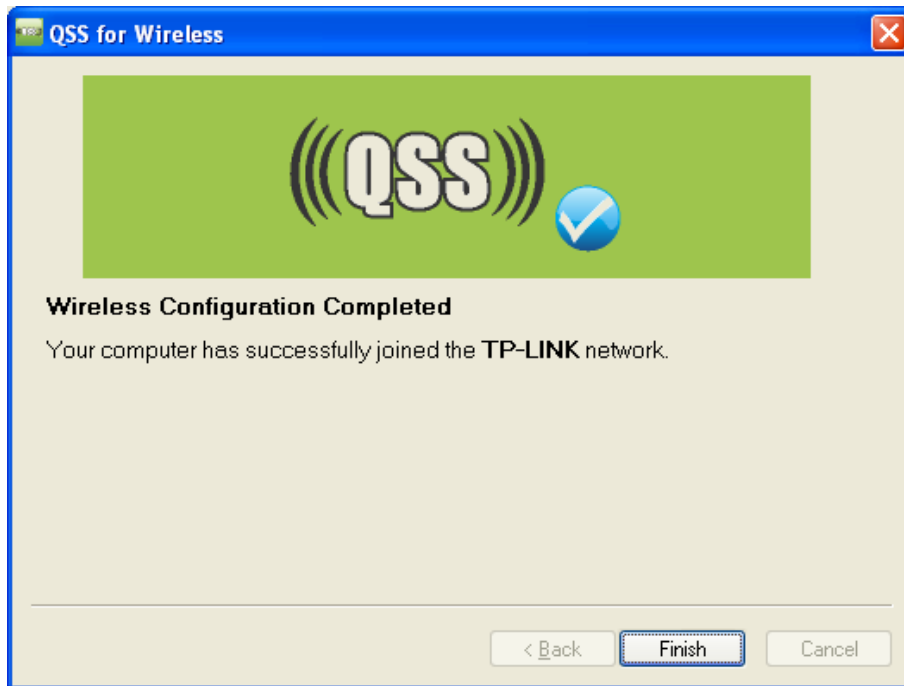 QSS for Wireless
QSS
Wireless Configuration Completed
Your computer has successfully joined the TP-LINK network.
< Back
Finish
Cancel